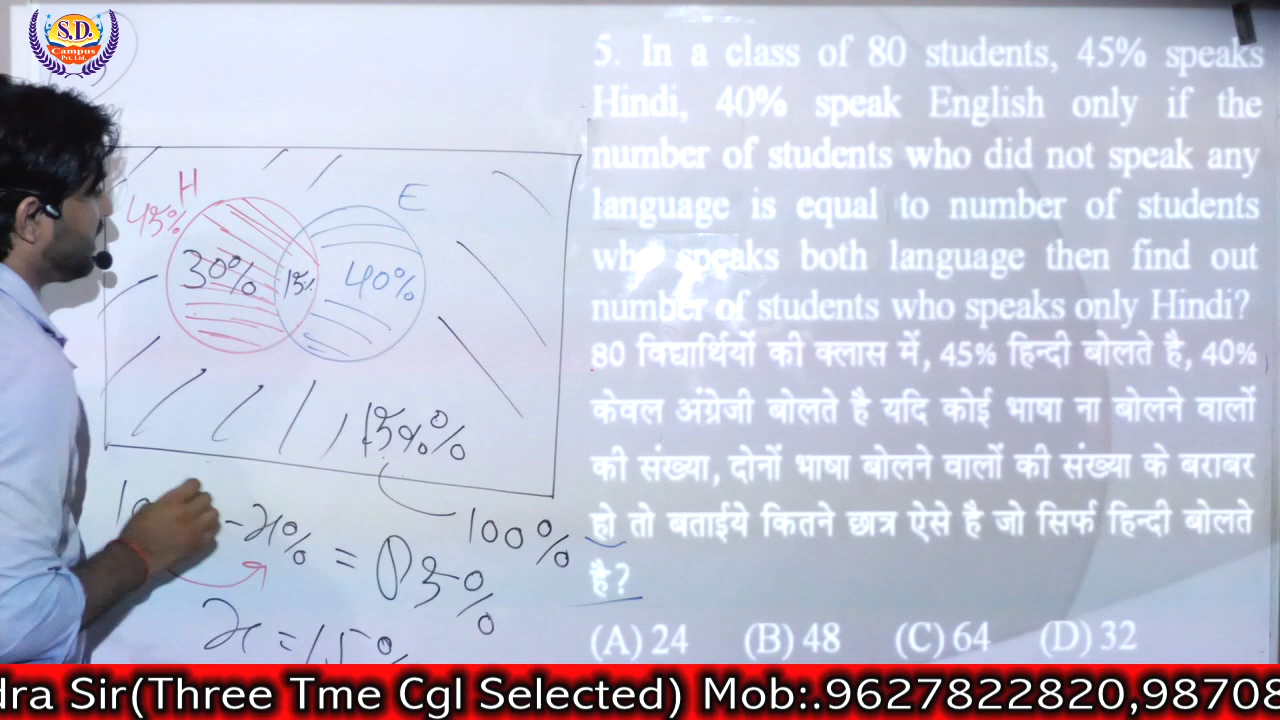 S.D.
Campus
Pvt. Ltd.
5. In a class of 80 students, 45% speaks
Hindi, 40% speak English only if the
number of students who did not speak any
language is equal to number of students
who speaks both language then find out
number of students who speaks only Hindi?
80 विद्यार्थियों की क्लास में, 45% हिन्दी बोलते है, 40%
केवल अंग्रेजी बोलते है यदि कोई भाषा ना बोलने वालों
की संख्या, दोनों भाषा बोलने वालों की संख्या के बराबर
हो तो बताईये कितने छात्र ऐसे है जो सिर्फ हिन्दी बोलते
है?
(A) 24 (B) 48 (C) 64 (D) 32
H
E
45%
30% 15% 40%
15%
100%
- x% =
x = 15%
dra Sir(Three Tme Cgl Selected) Mob:.9627822820,98708